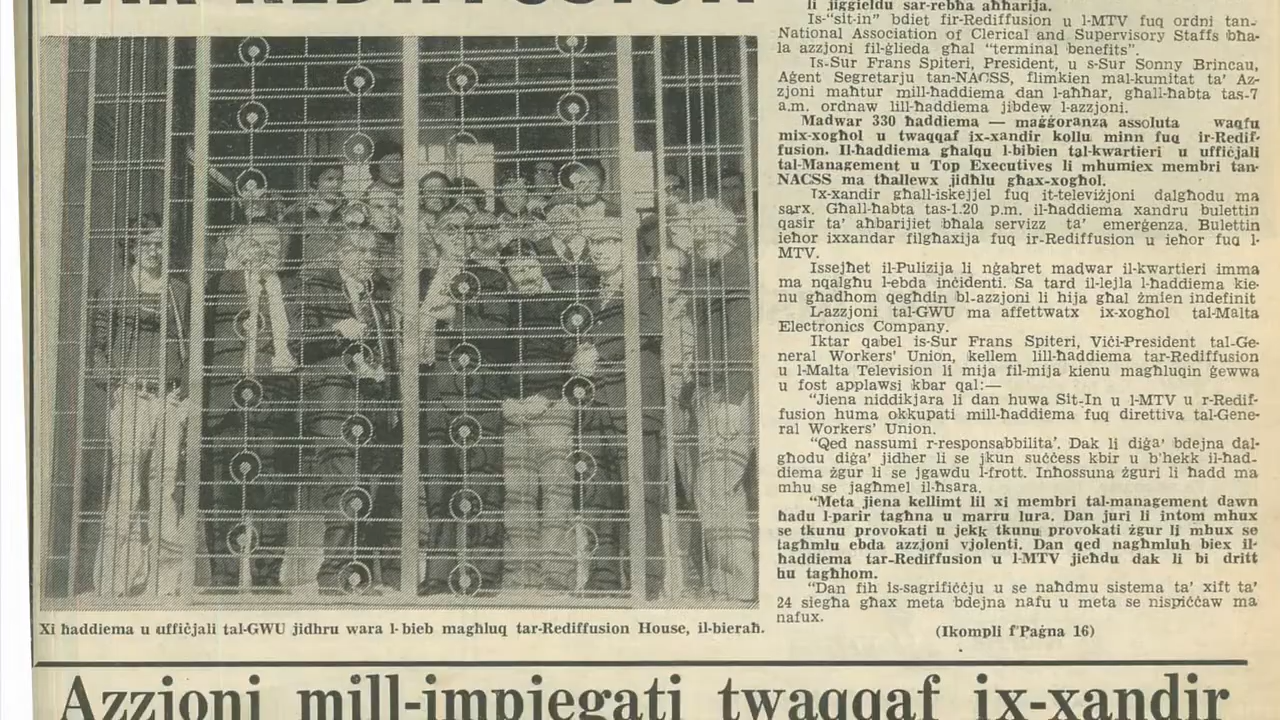 TAR-REDIFFUSION
li jiġġieldu sar-rebħa aħħarija.
Is-“sit-in” bdiet fir-Rediffusion u l-MTV fuq ordni tan-
National Association of Clerical and Supervisory Staffs bħa-
la azzjoni fil-ġlieda għal “terminal benefits”.
Is-Sur Frans Spiteri, President, u s-Sur Sonny Brincau,
Aġent Segretarju tan-NACSS, flimkien mal-kumitat ta' Az-
zjoni maħtur mill-ħaddiema dan l-aħħar, għall-ħabta tas-7
a.m. ordnaw lill-ħaddiema jibdew l-azzjoni.
Madwar 330 ħaddiema — maġġoranza assoluta waqfu
mix-xogħol u twaqqaf ix-xandir kollu minn fuq ir-Redif-
fusion. Il-ħaddiema għalqu l-bibien tal-kwartieri u uffiċjali
tal-Management u Top Executives li mhumiex membri tan-
NACSS ma tħallewx jidħlu għax-xogħol.
Ix-xandir għall-iskejjel fuq it-televiżjoni dalgħodu ma
sarx. Għall-ħabta tas-1.20 p.m. il-ħaddiema xandru bulettin
qasir ta' aħbarijiet bħala servizz ta' emerġenza. Bulettin
ieħor ixxandar filgħaxija fuq ir-Rediffusion u ieħor fuq l-
MTV.
Issejħet il-Pulizija li nġabret madwar il-kwartieri imma
ma nqalgħu l-ebda inċidenti. Sa tard il-lejla l-ħaddiema kie-
nu għadhom qegħdin bl-azzjoni li hija għal żmien indefinit
L-azzjoni tal-GWU ma affettwatx ix-xogħol tal-Malta
Electronics Company.
Iktar qabel is-Sur Frans Spiteri, Viċi-President tal-Ge-
neral Workers' Union, kellem lill-ħaddiema tar-Rediffusion
u l-Malta Television li mija fil-mija kienu magħluqin ġewwa
u fost applawsi kbar qal:—
“Jiena niddikjara li dan huwa Sit-In u l-MTV u r-Redif-
fusion huma okkupati mill-ħaddiema fuq direttiva tal-Gene-
ral Workers' Union.
“Qed nassumi r-responsabbilita'. Dak li diġa' bdejna dal-
għodu diġa' jidher li se jkun suċċess kbir u b'hekk il-ħad-
diema żgur li se jgawdu l-frott. Inħossuna żguri li ħadd ma
mhu se jagħmel il-ħsara.
“Meta jiena kellimt lil xi membri tal-management dawn
ħadu l-parir tagħna u marru lura. Dan juri li intom mhux
se tkunu provokati u jekk tkunu provokati żgur li mhux se
tagħmlu ebda azzjoni vjolenti. Dan qed nagħmluh biex il-
ħaddiema tar-Rediffusion u l-MTV jieħdu dak li bi dritt
hu tagħhom.
“Dan fih is-sagrifiċċju u se naħdmu sistema ta' xift ta'
24 siegħa għax meta bdejna nafu u meta se nispiċċaw ma
nafux.
(Ikompli f'Paġna 16)
Xi ħaddiema u uffiċjali tal-GWU jidhru wara l-bieb magħluq tar-Rediffusion House, il-bieraħ.
Azzjoni mill-impjegati twaqqaf ix-xandir